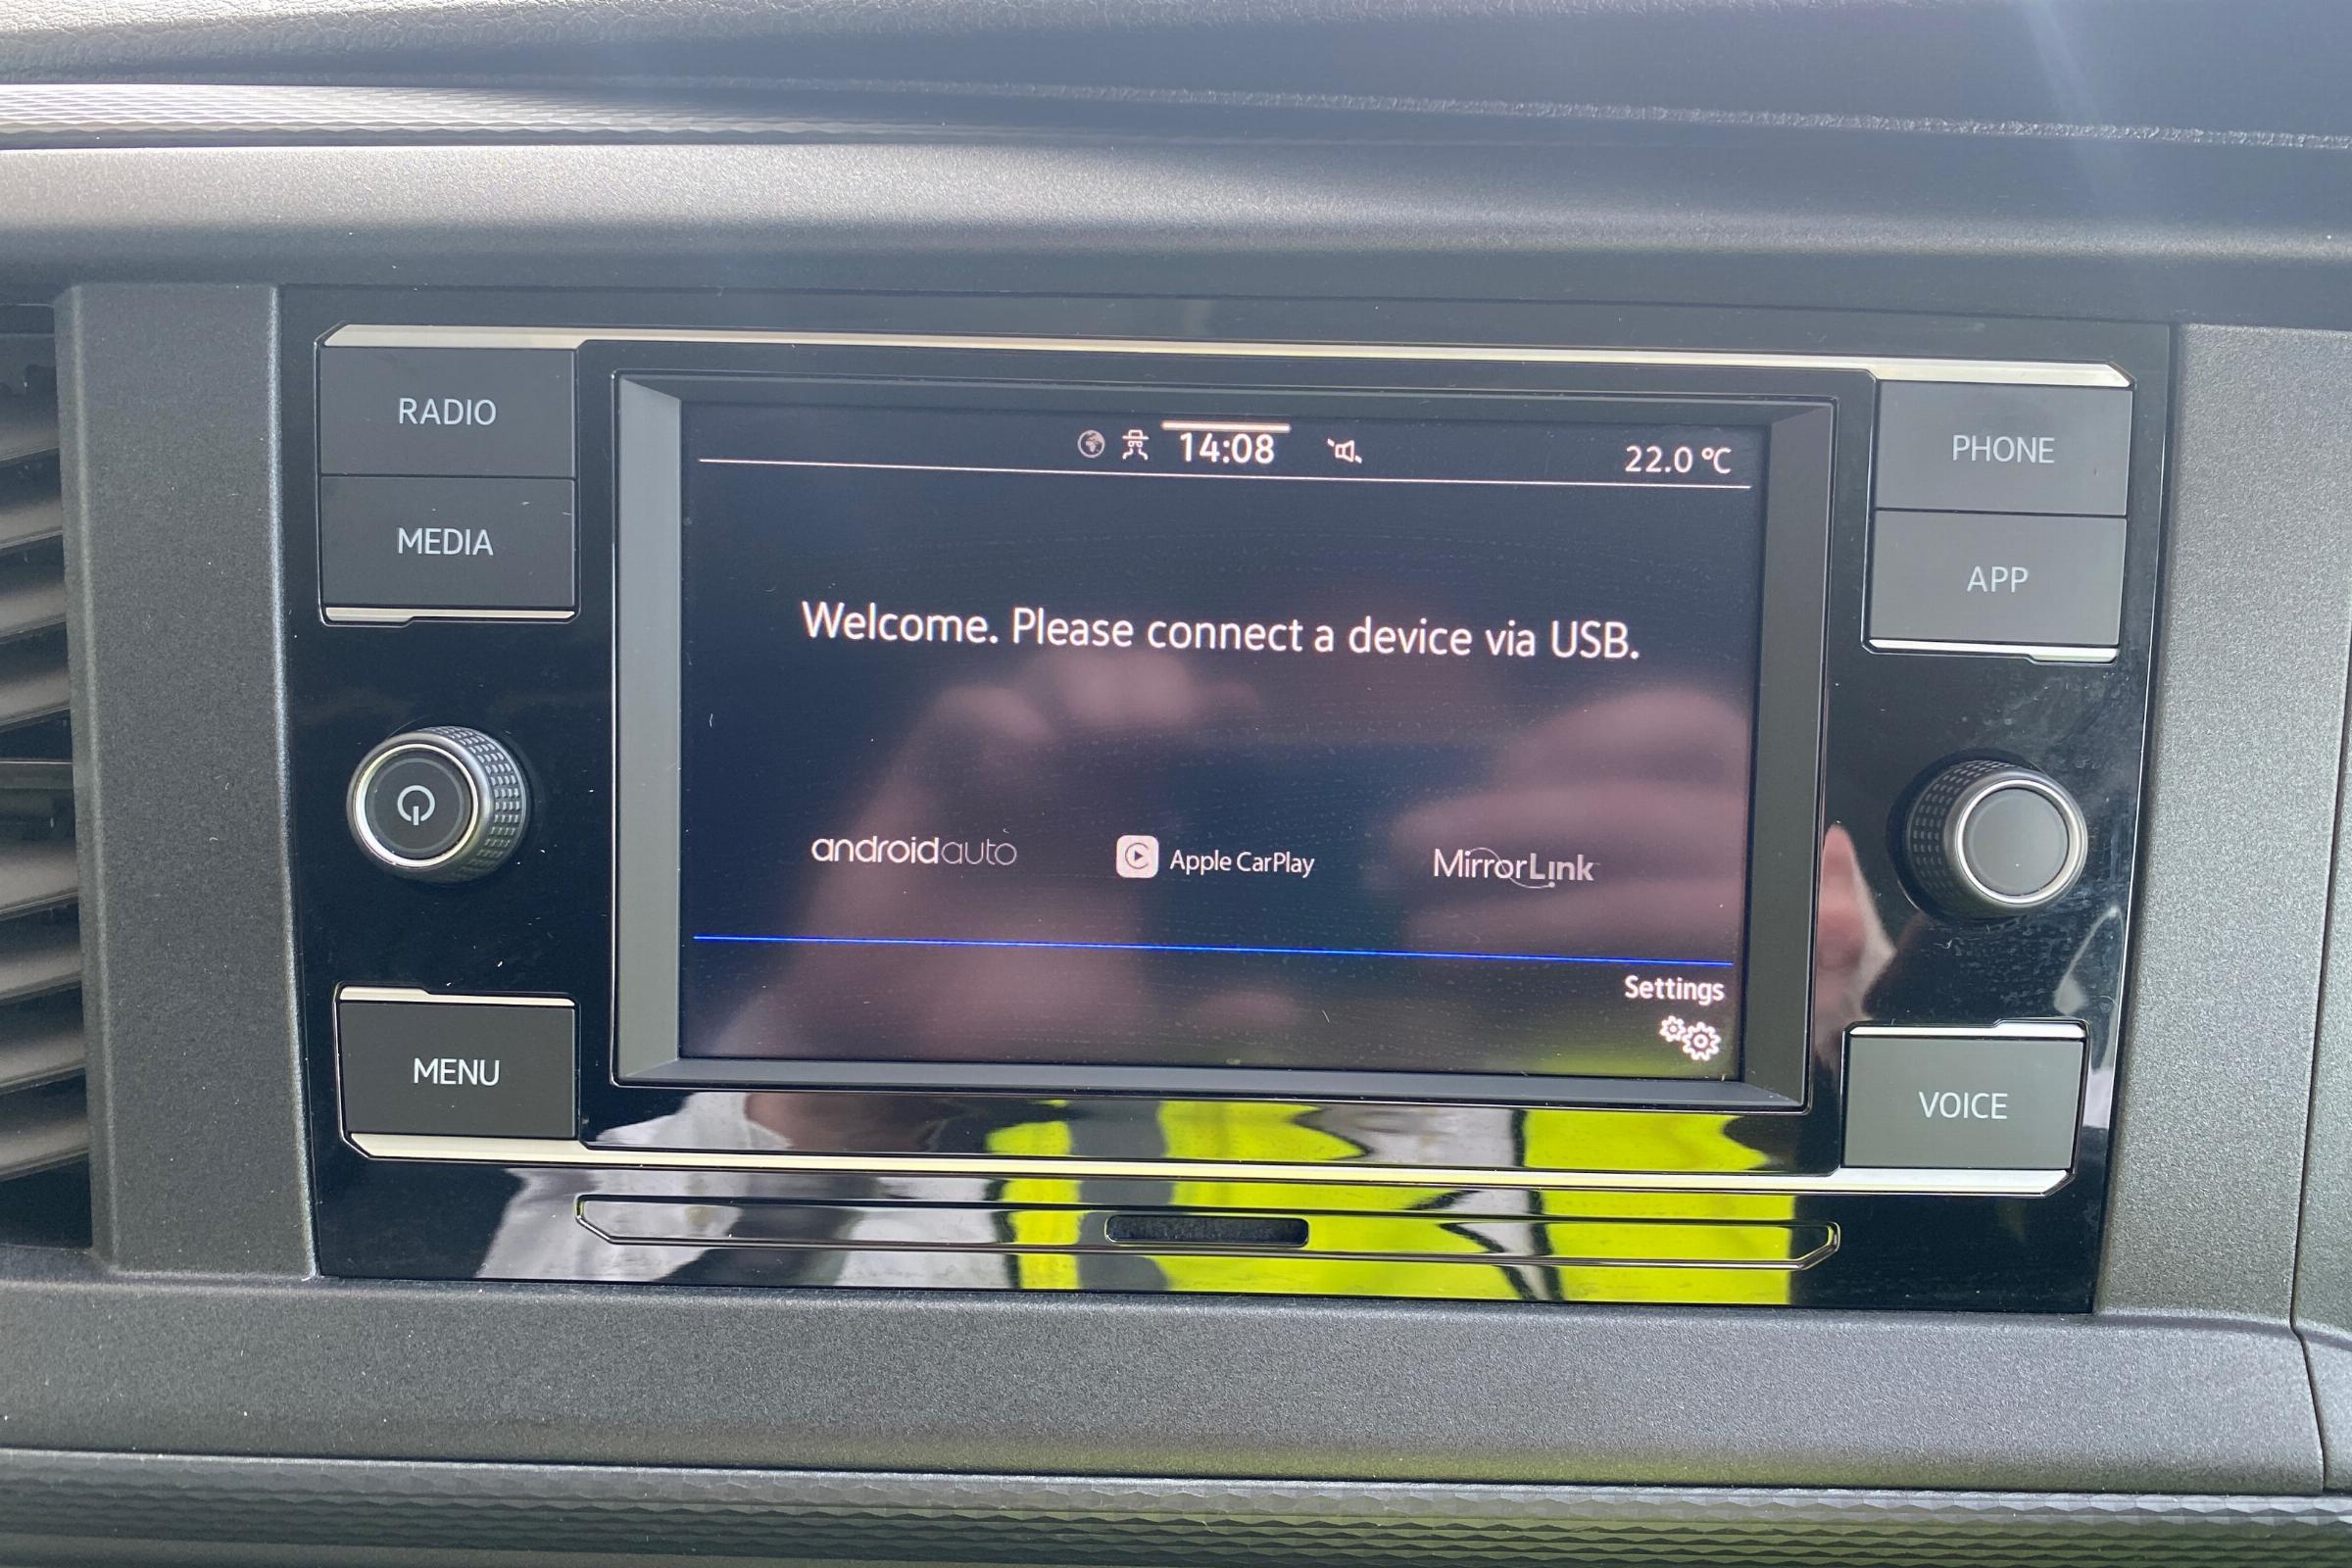 RADIO
MEDIA
MENU
14:08
22.0 °C
Welcome. Please connect a device via USB.
androidauto
Apple CarPlay
MirrorLink
Settings
PHONE
APP
VOICE